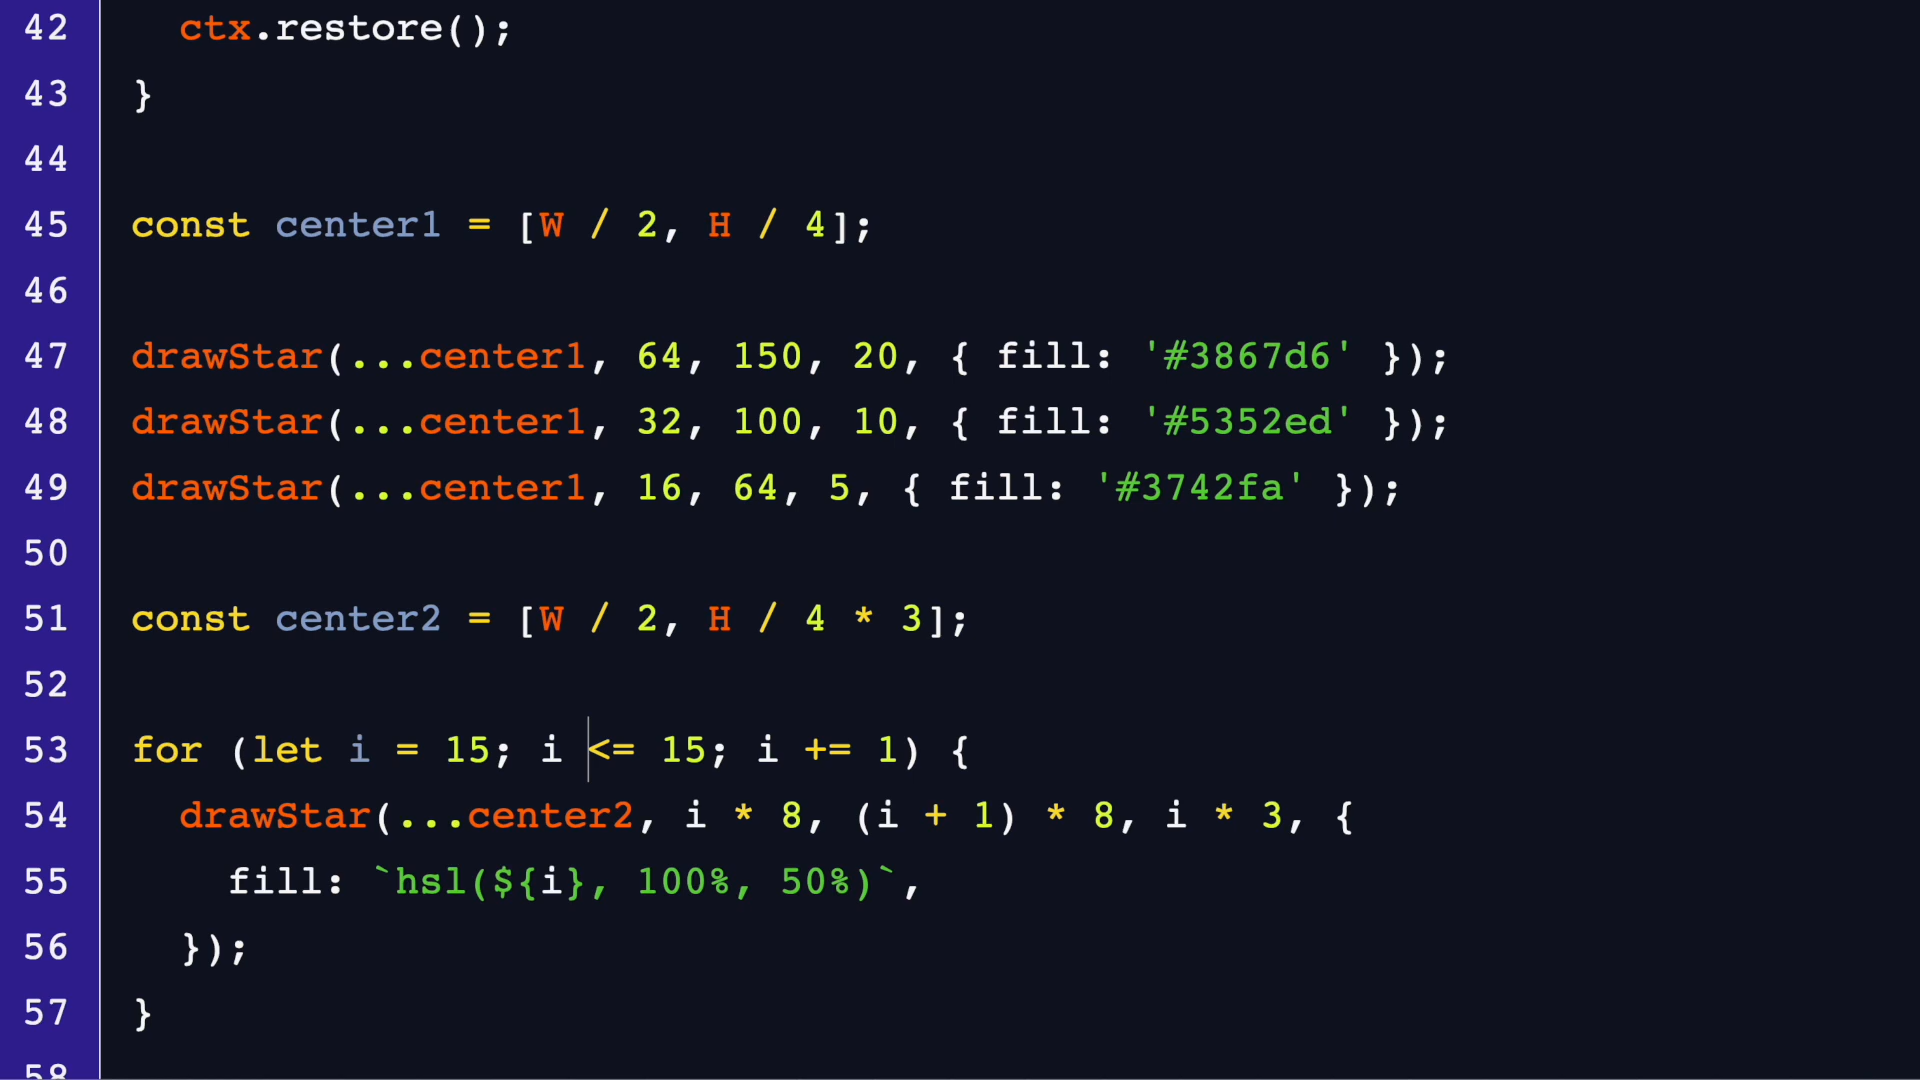 42   ctx.restore();
43 }
44
45 const center1 = [W / 2, H / 4];
46
47 drawStar(...center1, 64, 150, 20, { fill: '#3867d6' });
48 drawStar(...center1, 32, 100, 10, { fill: '#5352ed' });
49 drawStar(...center1, 16, 64, 5, { fill: '#3742fa' });
50
51 const center2 = [W / 2, H / 4 * 3];
52
53 for (let i = 15; i <= 15; i += 1) {
54   drawStar(...center2, i * 8, (i + 1) * 8, i * 3, {
55     fill: `hsl(${i}, 100%, 50%)`,
56   });
57 }
58